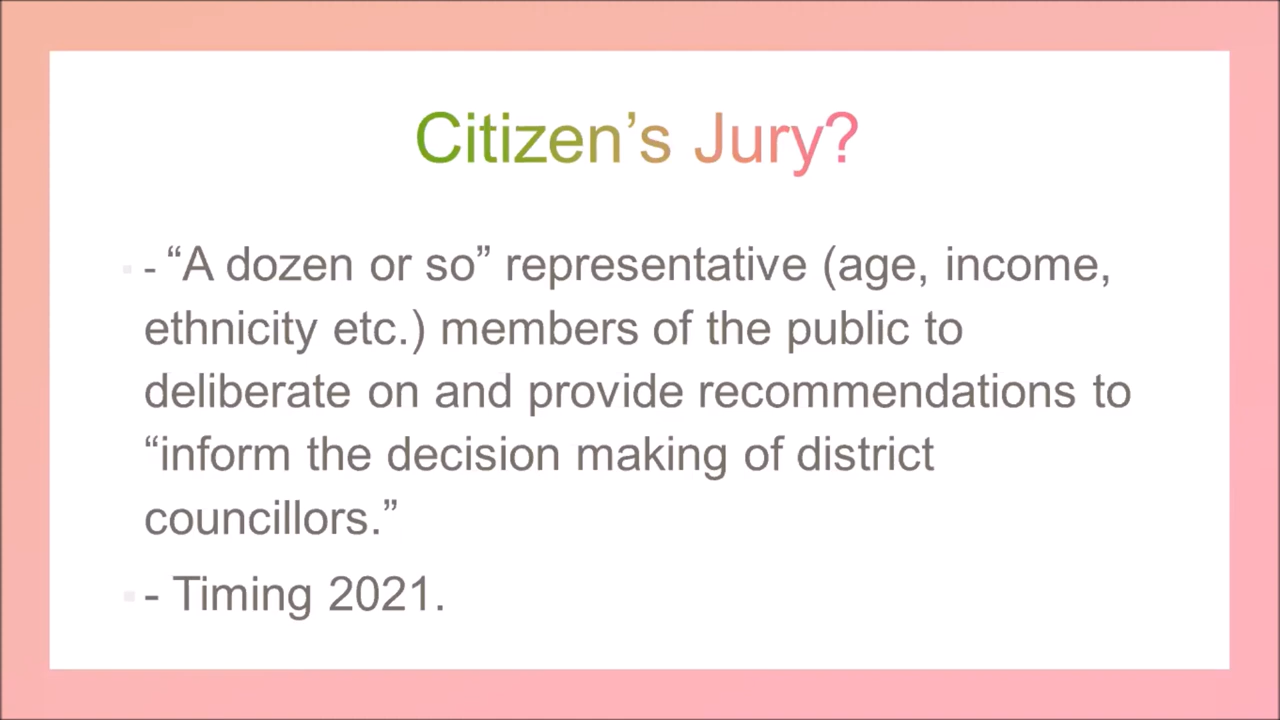 Citizen’s Jury?
- “A dozen or so” representative (age, income,
ethnicity etc.) members of the public to
deliberate on and provide recommendations to
“inform the decision making of district
councillors.”
- Timing 2021.